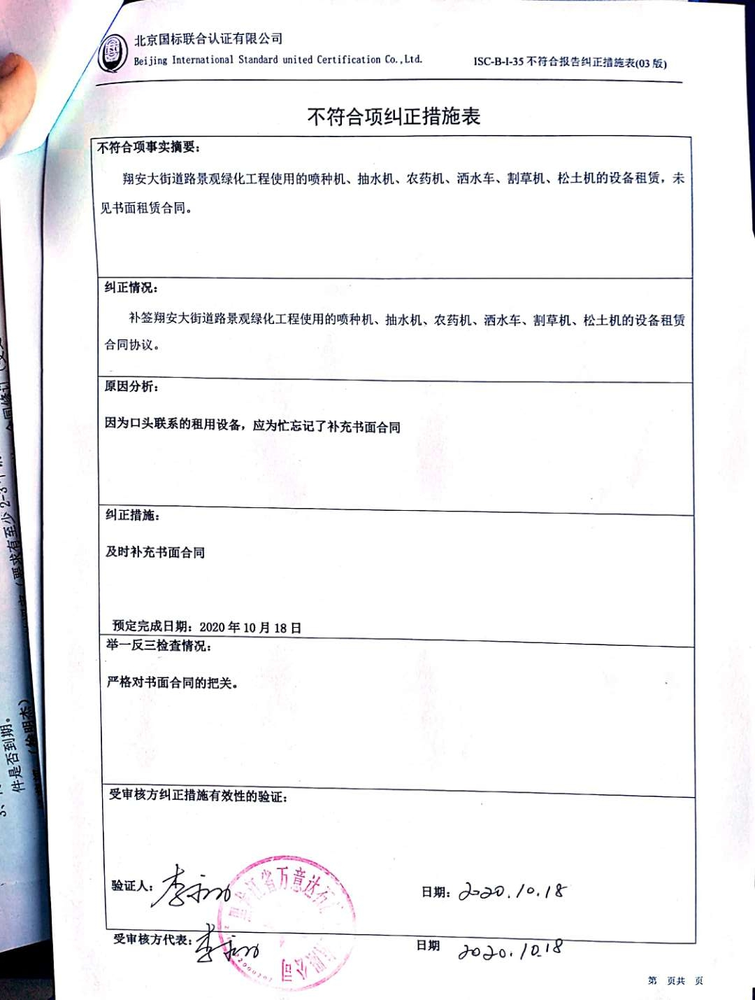 北京国标联合认证有限公司
Beijing International Standard united Certification Co.,Ltd.
ISC-B-I-35 不符合报告纠正措施表(03 版)
不符合项纠正措施表
不符合项事实摘要：
翔安大街道路景观绿化工程使用的喷种机、抽水机、农药机、洒水车、割草机、松土机的设备租赁，未
见书面租赁合同。
纠正情况：
补签翔安大街道路景观绿化工程使用的喷种机、抽水机、农药机、洒水车、割草机、松土机的设备租赁
合同协议。
原因分析：
因为口头联系的租用设备，应为忙忘记了补充书面合同
纠正措施：
及时补充书面合同
预定完成日期：2020 年 10 月 18 日
举一反三检查情况：
严格对书面合同的把关。
受审核方纠正措施有效性的验证：
验证人：李
日期：2020.10.18
受审核方代表：李
日期 2020.10.18
省万意达
公司
第 页共 页
件是否到期。
要求有至少 2-3 个